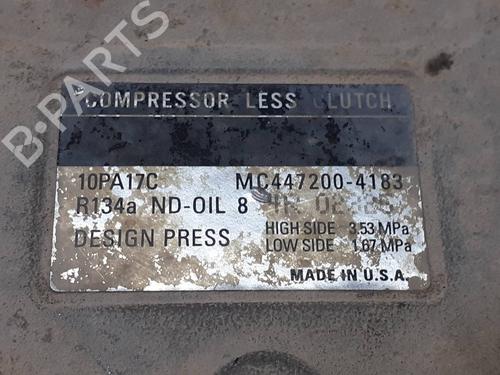 B-PARTS
COMPRESSOR LESS CLUTCH
10PA17C MC447200-4183
R134a ND-OIL 8
DESIGN PRESS HIGH SIDE 3.53 MPa
LOW SIDE 1.67 MPa
MADE IN U.S.A.